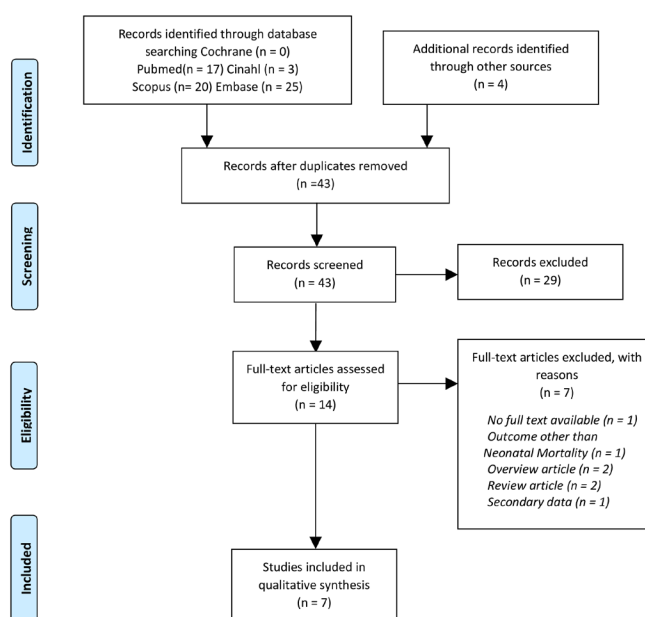 Records identified through database
searching Cochrane (n = 0)
Pubmed(n = 17) Cinahl (n = 3)
Scopus (n= 20) Embase (n = 25)
Additional records identified
through other sources
(n = 4)
Identification
Records after duplicates removed
(n =43)
Screening
Records screened
(n = 43)
Records excluded
(n = 29)
Eligibility
Full-text articles assessed
for eligibility
(n = 14)
Full-text articles excluded, with
reasons
(n = 7)
No full text available (n = 1)
Outcome other than
Neonatal Mortality (n = 1)
Overview article (n = 2)
Review article (n = 2)
Secondary data (n = 1)
Included
Studies included in
qualitative synthesis
(n = 7)